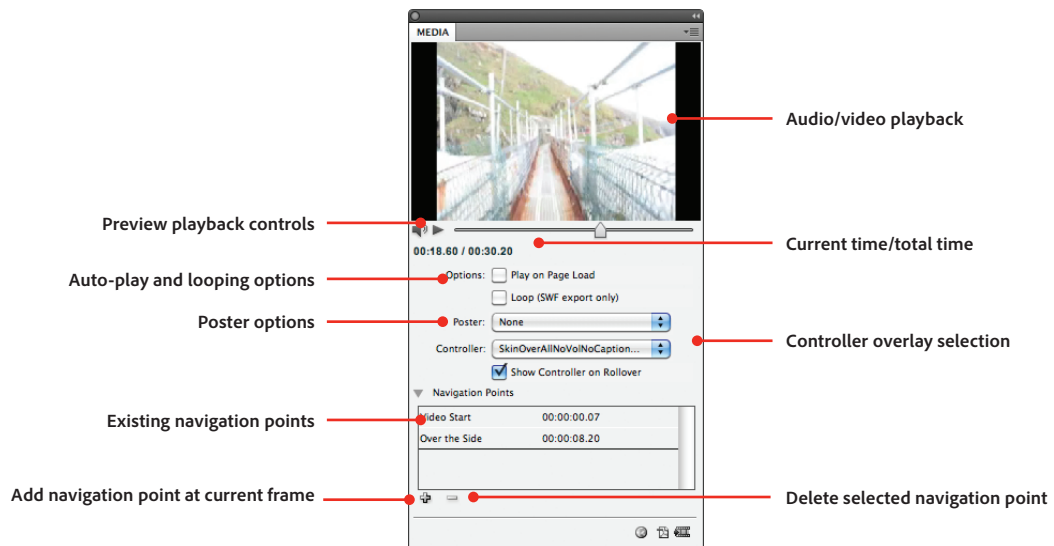 MEDIA
Audio/video playback
Preview playback controls
00:18.60 / 00:30.20
Current time/total time
Auto-play and looping options
Options: Play on Page Load
Loop (SWF export only)
Poster options
Poster: None
Controller: SkinOverAllNoVolNoCaption...
Controller overlay selection
Show Controller on Rollover
Navigation Points
Existing navigation points
Video Start 00:00:00.07
Over the Side 00:00:08.20
Add navigation point at current frame
Delete selected navigation point